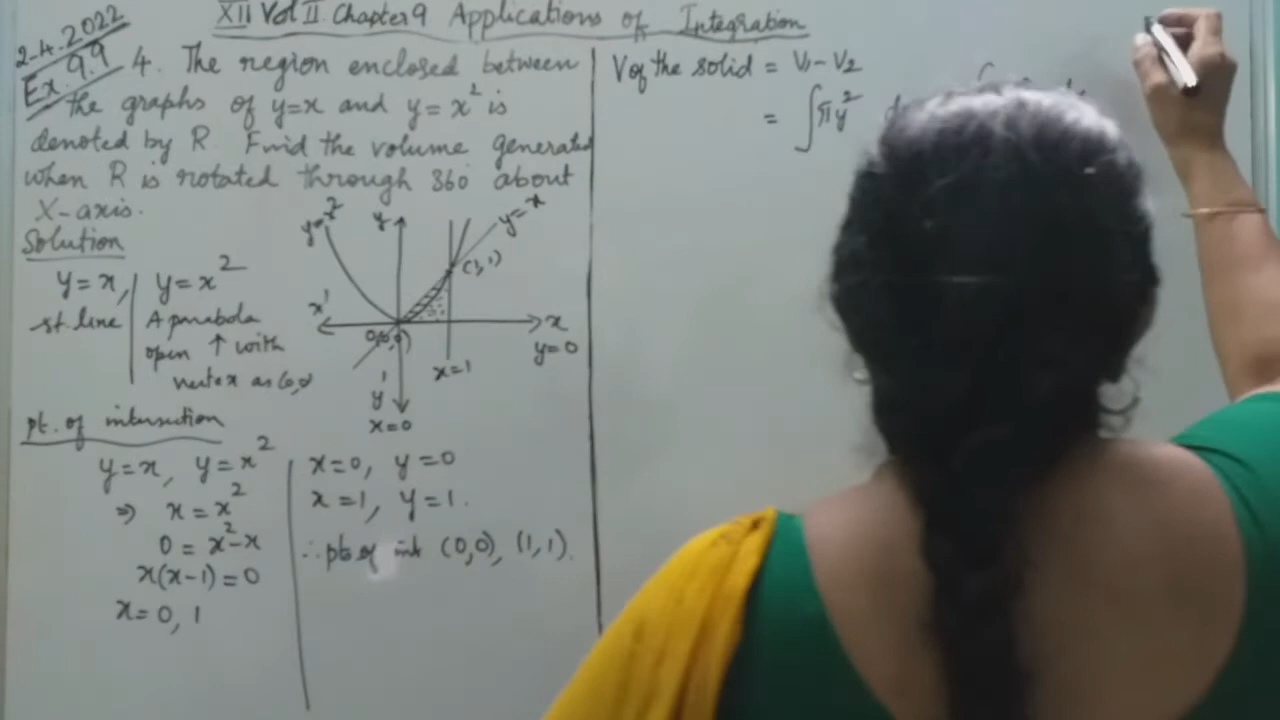 XII Vol II Chapter 9 Applications of Integration
2-4-2022
Ex. 9.9
4. The region enclosed between
the graphs of y=x and y=x² is
denoted by R. Find the volume generated
when R is rotated through 360 about
X-axis.
Solution
y=x,
st. line
y=x²
A parabola
open ↑ with
vertex as (0,0)
y=x²
y
y=x
(1,1)
x'
x
0(0,0)
y=0
x=1
y'
x=0
pt. of intersection
y=x, y=x²
⇒ x=x²
0=x²-x
x(x-1)=0
x=0, 1
x=0, y=0
x=1, y=1.
∴ pts of int (0,0), (1,1).
V of the solid = V₁-V₂
= ∫πy²